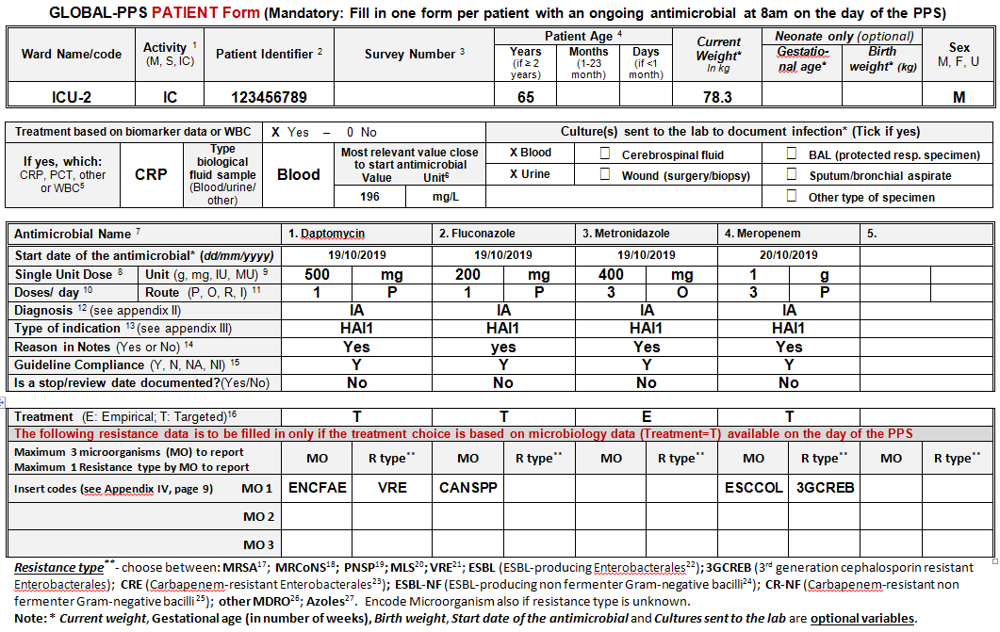 GLOBAL-PPS PATIENT Form (Mandatory: Fill in one form per patient with an ongoing antimicrobial at 8am on the day of the PPS)
Ward Name/code
Activity 1 (M, S, IC)
Patient Identifier 2
Survey Number 3
Patient Age 4
Years (if ≥ 2 years)
Months (1-23 month)
Days (if <1 month)
Current Weight* In kg
Neonate only (optional)
Gestatio-nal age*
Birth weight* (kg)
Sex M, F, U
ICU-2 IC 123456789 65 78.3 M
Treatment based on biomarker data or WBC X Yes – 0 No
Culture(s) sent to the lab to document infection* (Tick if yes)
If yes, which: CRP, PCT, other or WBC5
CRP
Type biological fluid sample (Blood/urine/other)
Blood
Most relevant value close to start antimicrobial
Value Unit6
196 mg/L
X Blood ☐ Cerebrospinal fluid ☐ BAL (protected resp. specimen)
X Urine ☐ Wound (surgery/biopsy) ☐ Sputum/bronchial aspirate
☐ Other type of specimen
Antimicrobial Name 7 1. Daptomycin 2. Fluconazole 3. Metronidazole 4. Meropenem 5.
Start date of the antimicrobial* (dd/mm/yyyy) 19/10/2019 19/10/2019 19/10/2019 20/10/2019
Single Unit Dose 8 Unit (g, mg, IU, MU) 9 500 mg 200 mg 400 mg 1 g
Doses/ day 10 Route (P, O, R, I) 11 1 P 1 P 3 O 3 P
Diagnosis 12 (see appendix II) IA IA IA IA
Type of indication 13 (see appendix III) HAI1 HAI1 HAI1 HAI1
Reason in Notes (Yes or No) 14 Yes yes Yes Yes
Guideline Compliance (Y, N, NA, NI) 15 Y Y Y Y
Is a stop/review date documented?(Yes/No) No No No No
Treatment (E: Empirical; T: Targeted)16 T T E T
The following resistance data is to be filled in only if the treatment choice is based on microbiology data (Treatment=T) available on the day of the PPS
Maximum 3 microorganisms (MO) to report
Maximum 1 Resistance type by MO to report
MO R type** MO R type** MO R type** MO R type** MO R type**
Insert codes (see Appendix IV, page 9) MO 1 ENCFAE VRE CANSPP ESCCOL 3GCREB
MO 2
MO 3
Resistance type**- choose between: MRSA17; MRCoNS18; PNSP19; MLS20; VRE21; ESBL (ESBL-producing Enterobacterales22); 3GCREB (3rd generation cephalosporin resistant
Enterobacterales); CRE (Carbapenem-resistant Enterobacterales23); ESBL-NF (ESBL-producing non fermenter Gram-negative bacilli24); CR-NF (Carbapenem-resistant non
fermenter Gram-negative bacilli25); other MDRO26; Azoles27. Encode Microorganism also if resistance type is unknown.
Note: * Current weight, Gestational age (in number of weeks), Birth weight, Start date of the antimicrobial and Cultures sent to the lab are optional variables.